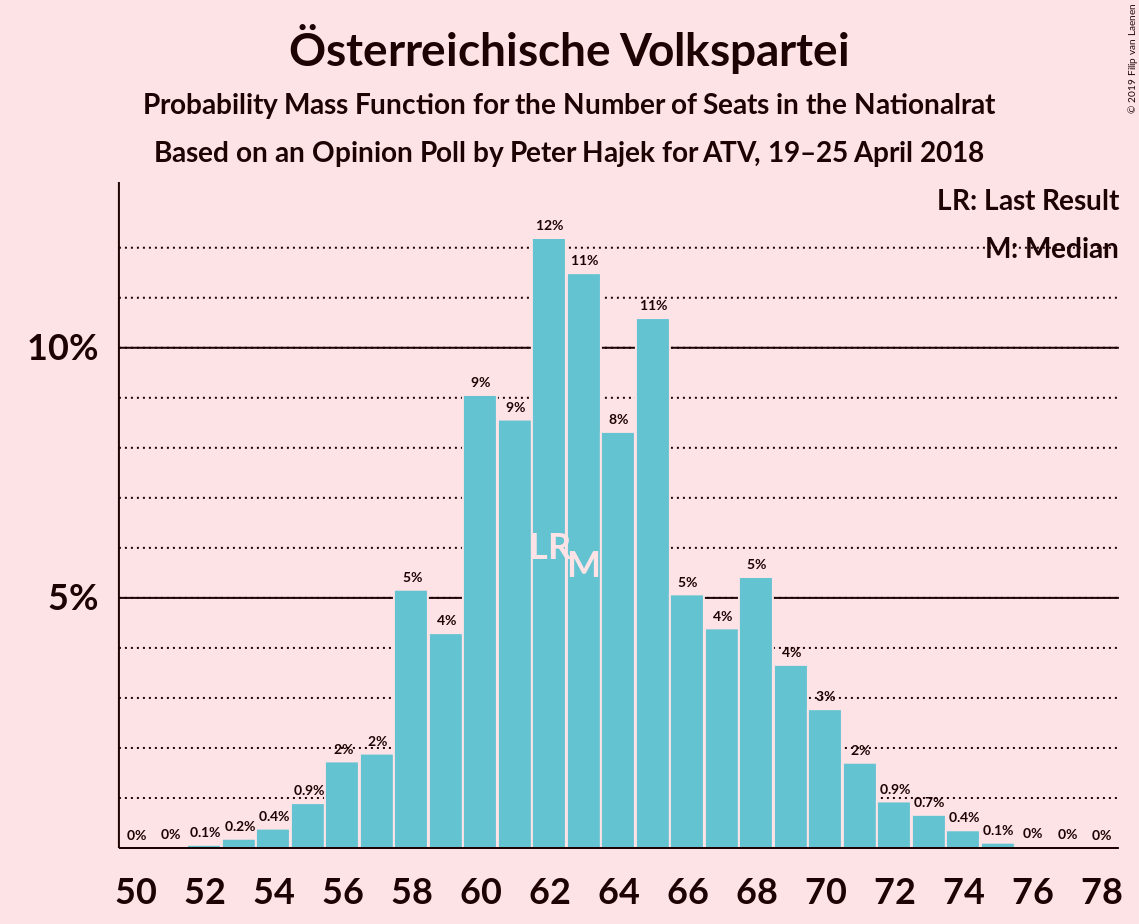 Österreichische Volkspartei
Probability Mass Function for the Number of Seats in the Nationalrat
Based on an Opinion Poll by Peter Hajek for ATV, 19–25 April 2018
© 2019 Filip van Laenen
LR: Last Result
M: Median
10%
5%
0% 0% 0.1% 0.2% 0.4% 0.9% 2% 2% 5% 4% 9% 9% 12% 11% 8% 11% 5% 4% 5% 4% 3% 2% 0.9% 0.7% 0.4% 0.1% 0% 0% 0%
LR M
50 52 54 56 58 60 62 64 66 68 70 72 74 76 78